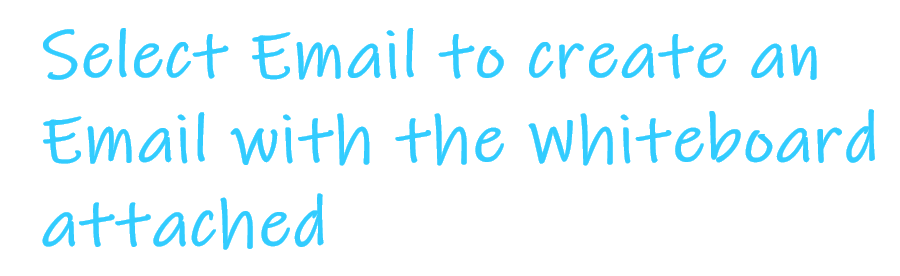 Select Email to create an
Email with the Whiteboard
attached